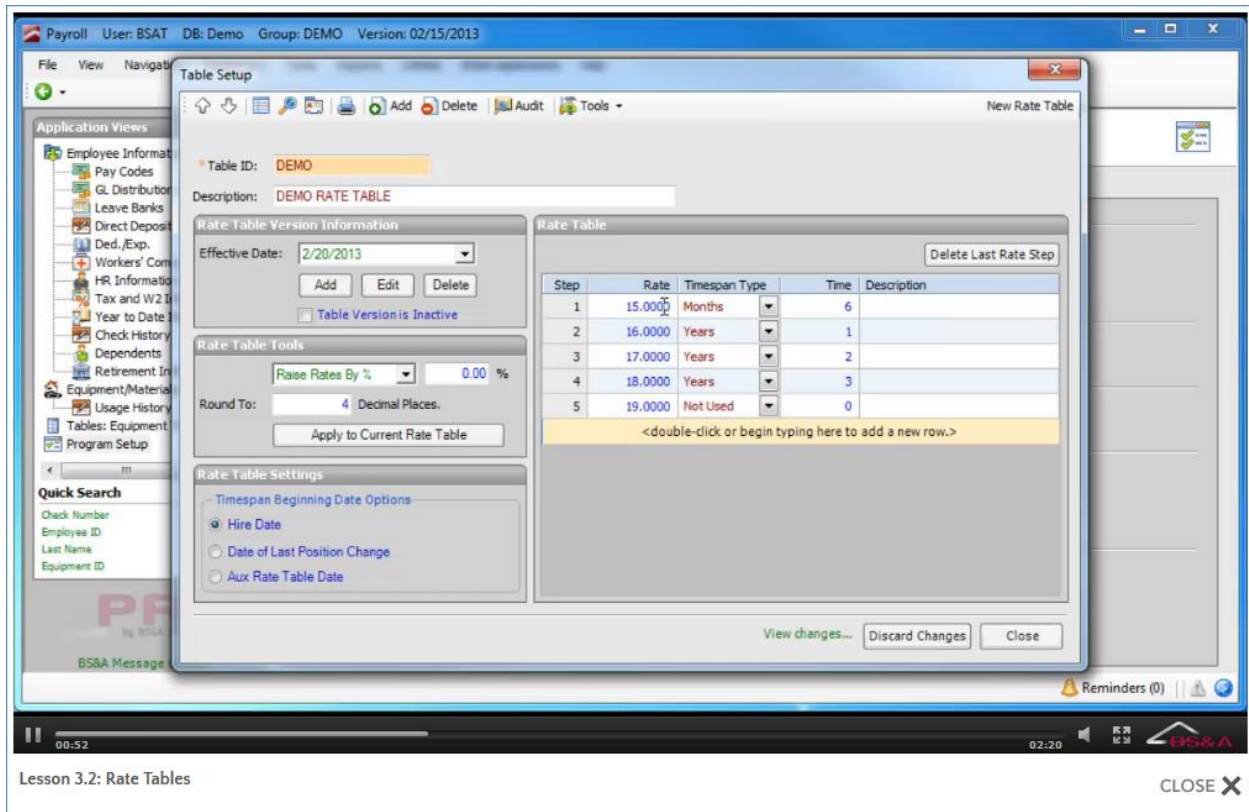 Payroll User: BSAT DB: Demo Group: DEMO Version: 02/15/2013
File View Navigati
Table Setup
Add Delete Audit Tools New Rate Table
Application Views
Employee Informat
Pay Codes
GL Distribution
Leave Banks
Direct Deposit
Ded./Exp.
Workers' Com
HR Informatio
Tax and W2 I
Year to Date I
Check History
Dependents
Retirement In
Equipment/Material
Usage History
Tables: Equipment
Program Setup
Quick Search
Check Number
Employee ID
Last Name
Equipment ID
BS&A Message
* Table ID: DEMO
Description: DEMO RATE TABLE
Rate Table Version Information
Effective Date: 2/20/2013
Add Edit Delete
Table Version is Inactive
Rate Table Tools
Raise Rates By % 0.00 %
Round To: 4 Decimal Places.
Apply to Current Rate Table
Rate Table Settings
Timespan Beginning Date Options
Hire Date
Date of Last Position Change
Aux Rate Table Date
Rate Table
Delete Last Rate Step
Step Rate Timespan Type Time Description
1 15.0000 Months 6
2 16.0000 Years 1
3 17.0000 Years 2
4 18.0000 Years 3
5 19.0000 Not Used 0
<double-click or begin typing here to add a new row.>
View changes... Discard Changes Close
Reminders (0)
00:52 02:20
BS&A
Lesson 3.2: Rate Tables
CLOSE X